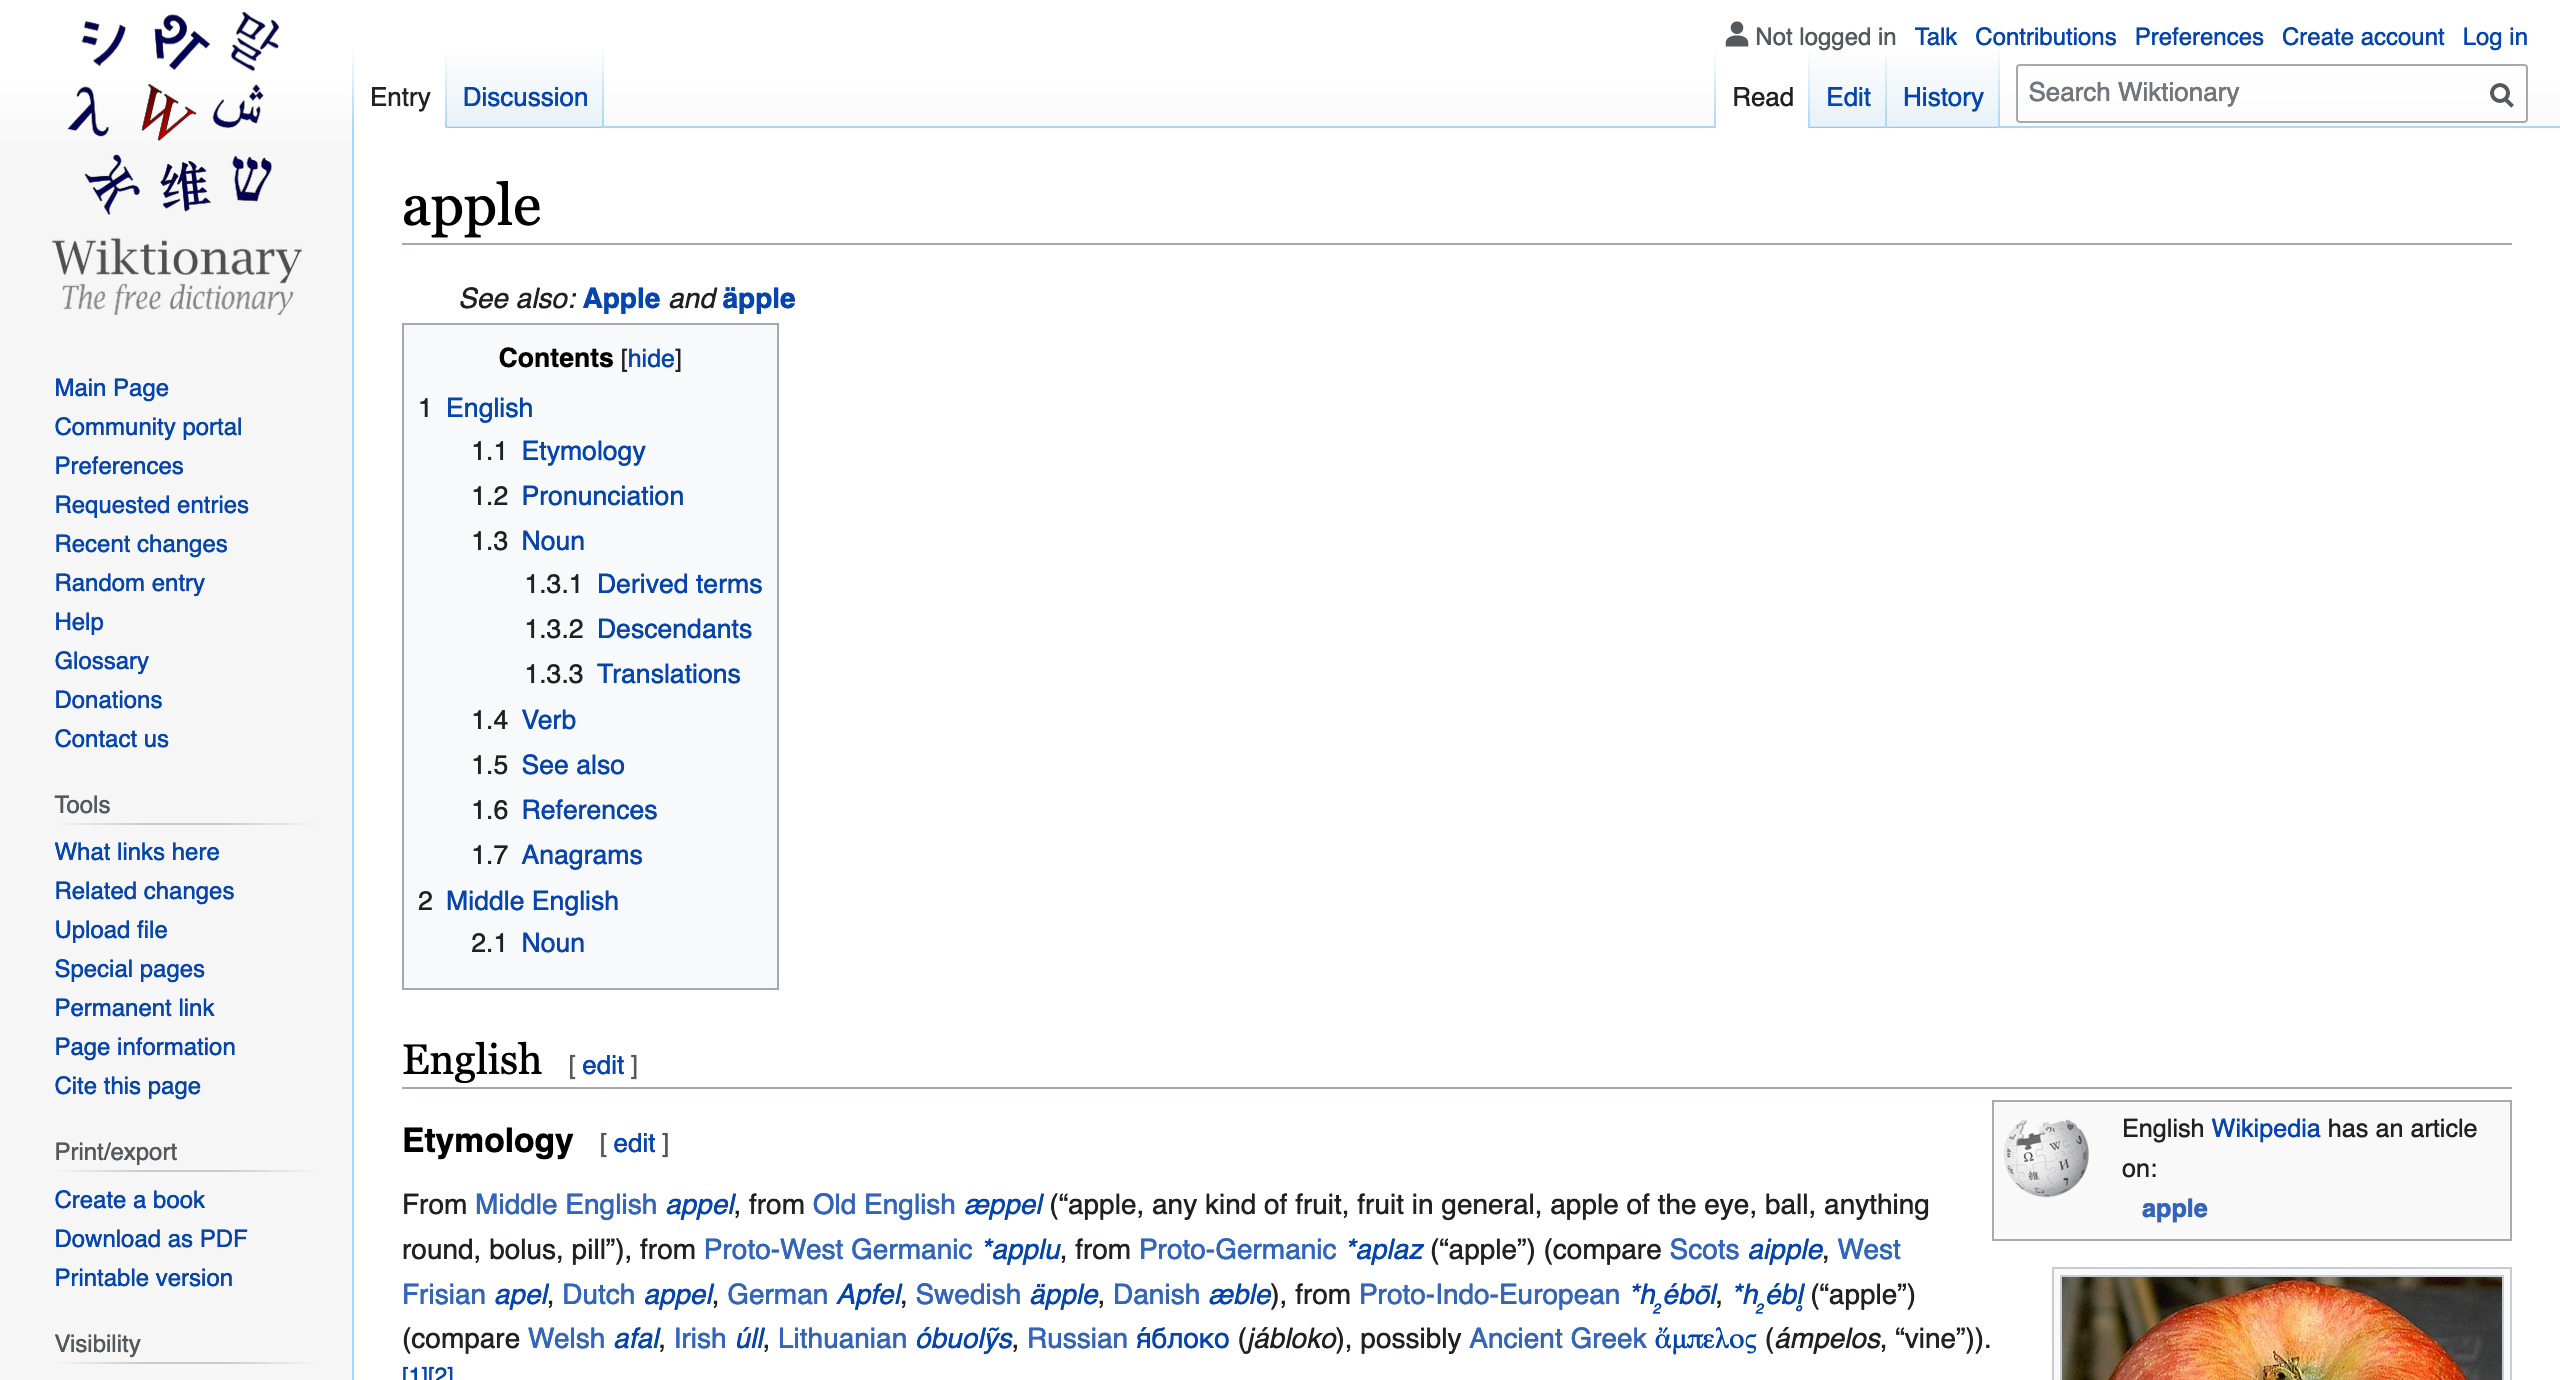 シ Ⴥ 말
λ W ش
维 ש
Wiktionary
The free dictionary
Main Page
Community portal
Preferences
Requested entries
Recent changes
Random entry
Help
Glossary
Donations
Contact us
Tools
What links here
Related changes
Upload file
Special pages
Permanent link
Page information
Cite this page
Print/export
Create a book
Download as PDF
Printable version
Visibility
Not logged in Talk Contributions Preferences Create account Log in
Entry Discussion
Read Edit History Search Wiktionary
apple
See also: Apple and äpple
Contents [hide]
1 English
1.1 Etymology
1.2 Pronunciation
1.3 Noun
1.3.1 Derived terms
1.3.2 Descendants
1.3.3 Translations
1.4 Verb
1.5 See also
1.6 References
1.7 Anagrams
2 Middle English
2.1 Noun
English [ edit ]
Etymology [ edit ]
From Middle English appel, from Old English æppel (“apple, any kind of fruit, fruit in general, apple of the eye, ball, anything
round, bolus, pill”), from Proto-West Germanic *applu, from Proto-Germanic *aplaz (“apple”) (compare Scots aipple, West
Frisian apel, Dutch appel, German Apfel, Swedish äpple, Danish æble), from Proto-Indo-European *h₂ébōl, *h₂ébl̥ (“apple”)
(compare Welsh afal, Irish úll, Lithuanian óbuolỹs, Russian я́блоко (jábloko), possibly Ancient Greek ἄμπελος (ámpelos, “vine”)).
[1][2]
English Wikipedia has an article
on:
apple